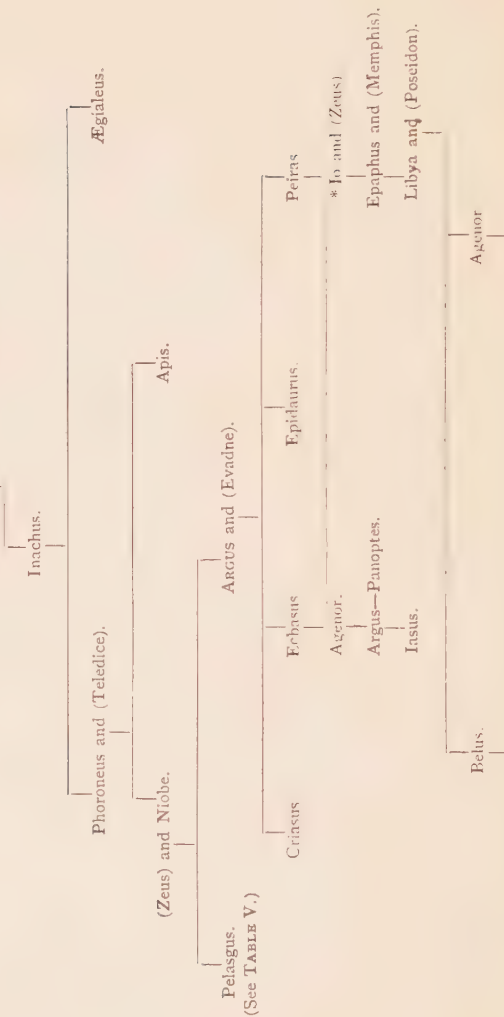 Inachus.
Phoroneus and (Teledice). Ægialeus.
(Zeus) and Niobe. Apis.
Pelasgus. ARGUS and (Evadne).
(See TABLE V.)
Criasus Ecbasus Epidaurus. Peiras
Agenor. * Io and (Zeus)
Argus—Panoptes. Epaphus and (Memphis).
Iasus. Libya and (Poseidon).
Belus. Agenor